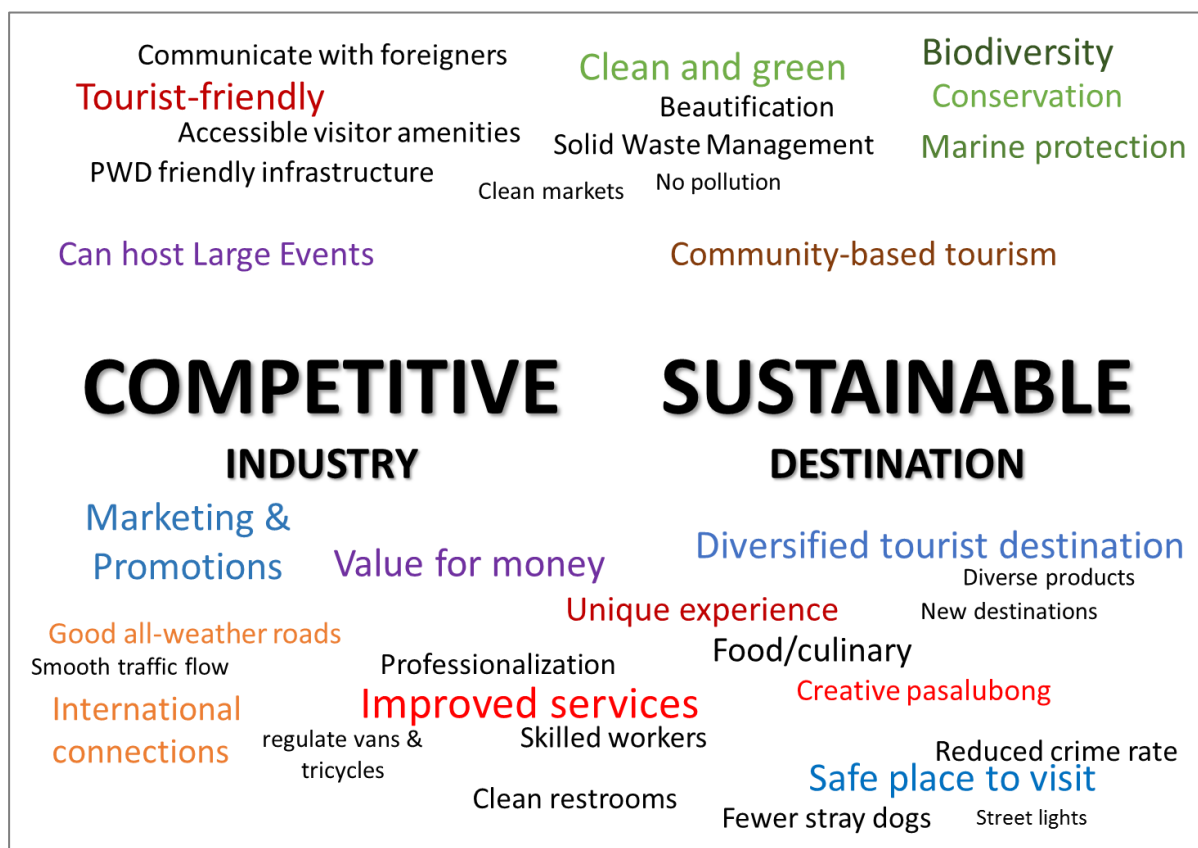 Communicate with foreigners
Tourist-friendly
Accessible visitor amenities
PWD friendly infrastructure
Clean and green
Beautification
Solid Waste Management
Clean markets
No pollution
Biodiversity
Conservation
Marine protection
Can host Large Events
Community-based tourism
COMPETITIVE
INDUSTRY
SUSTAINABLE
DESTINATION
Marketing &
Promotions
Value for money
Diversified tourist destination
Diverse products
New destinations
Unique experience
Good all-weather roads
Smooth traffic flow
Food/culinary
Professionalization
Improved services
Skilled workers
Creative pasalubong
International
connections
regulate vans &
tricycles
Clean restrooms
Reduced crime rate
Safe place to visit
Fewer stray dogs
Street lights